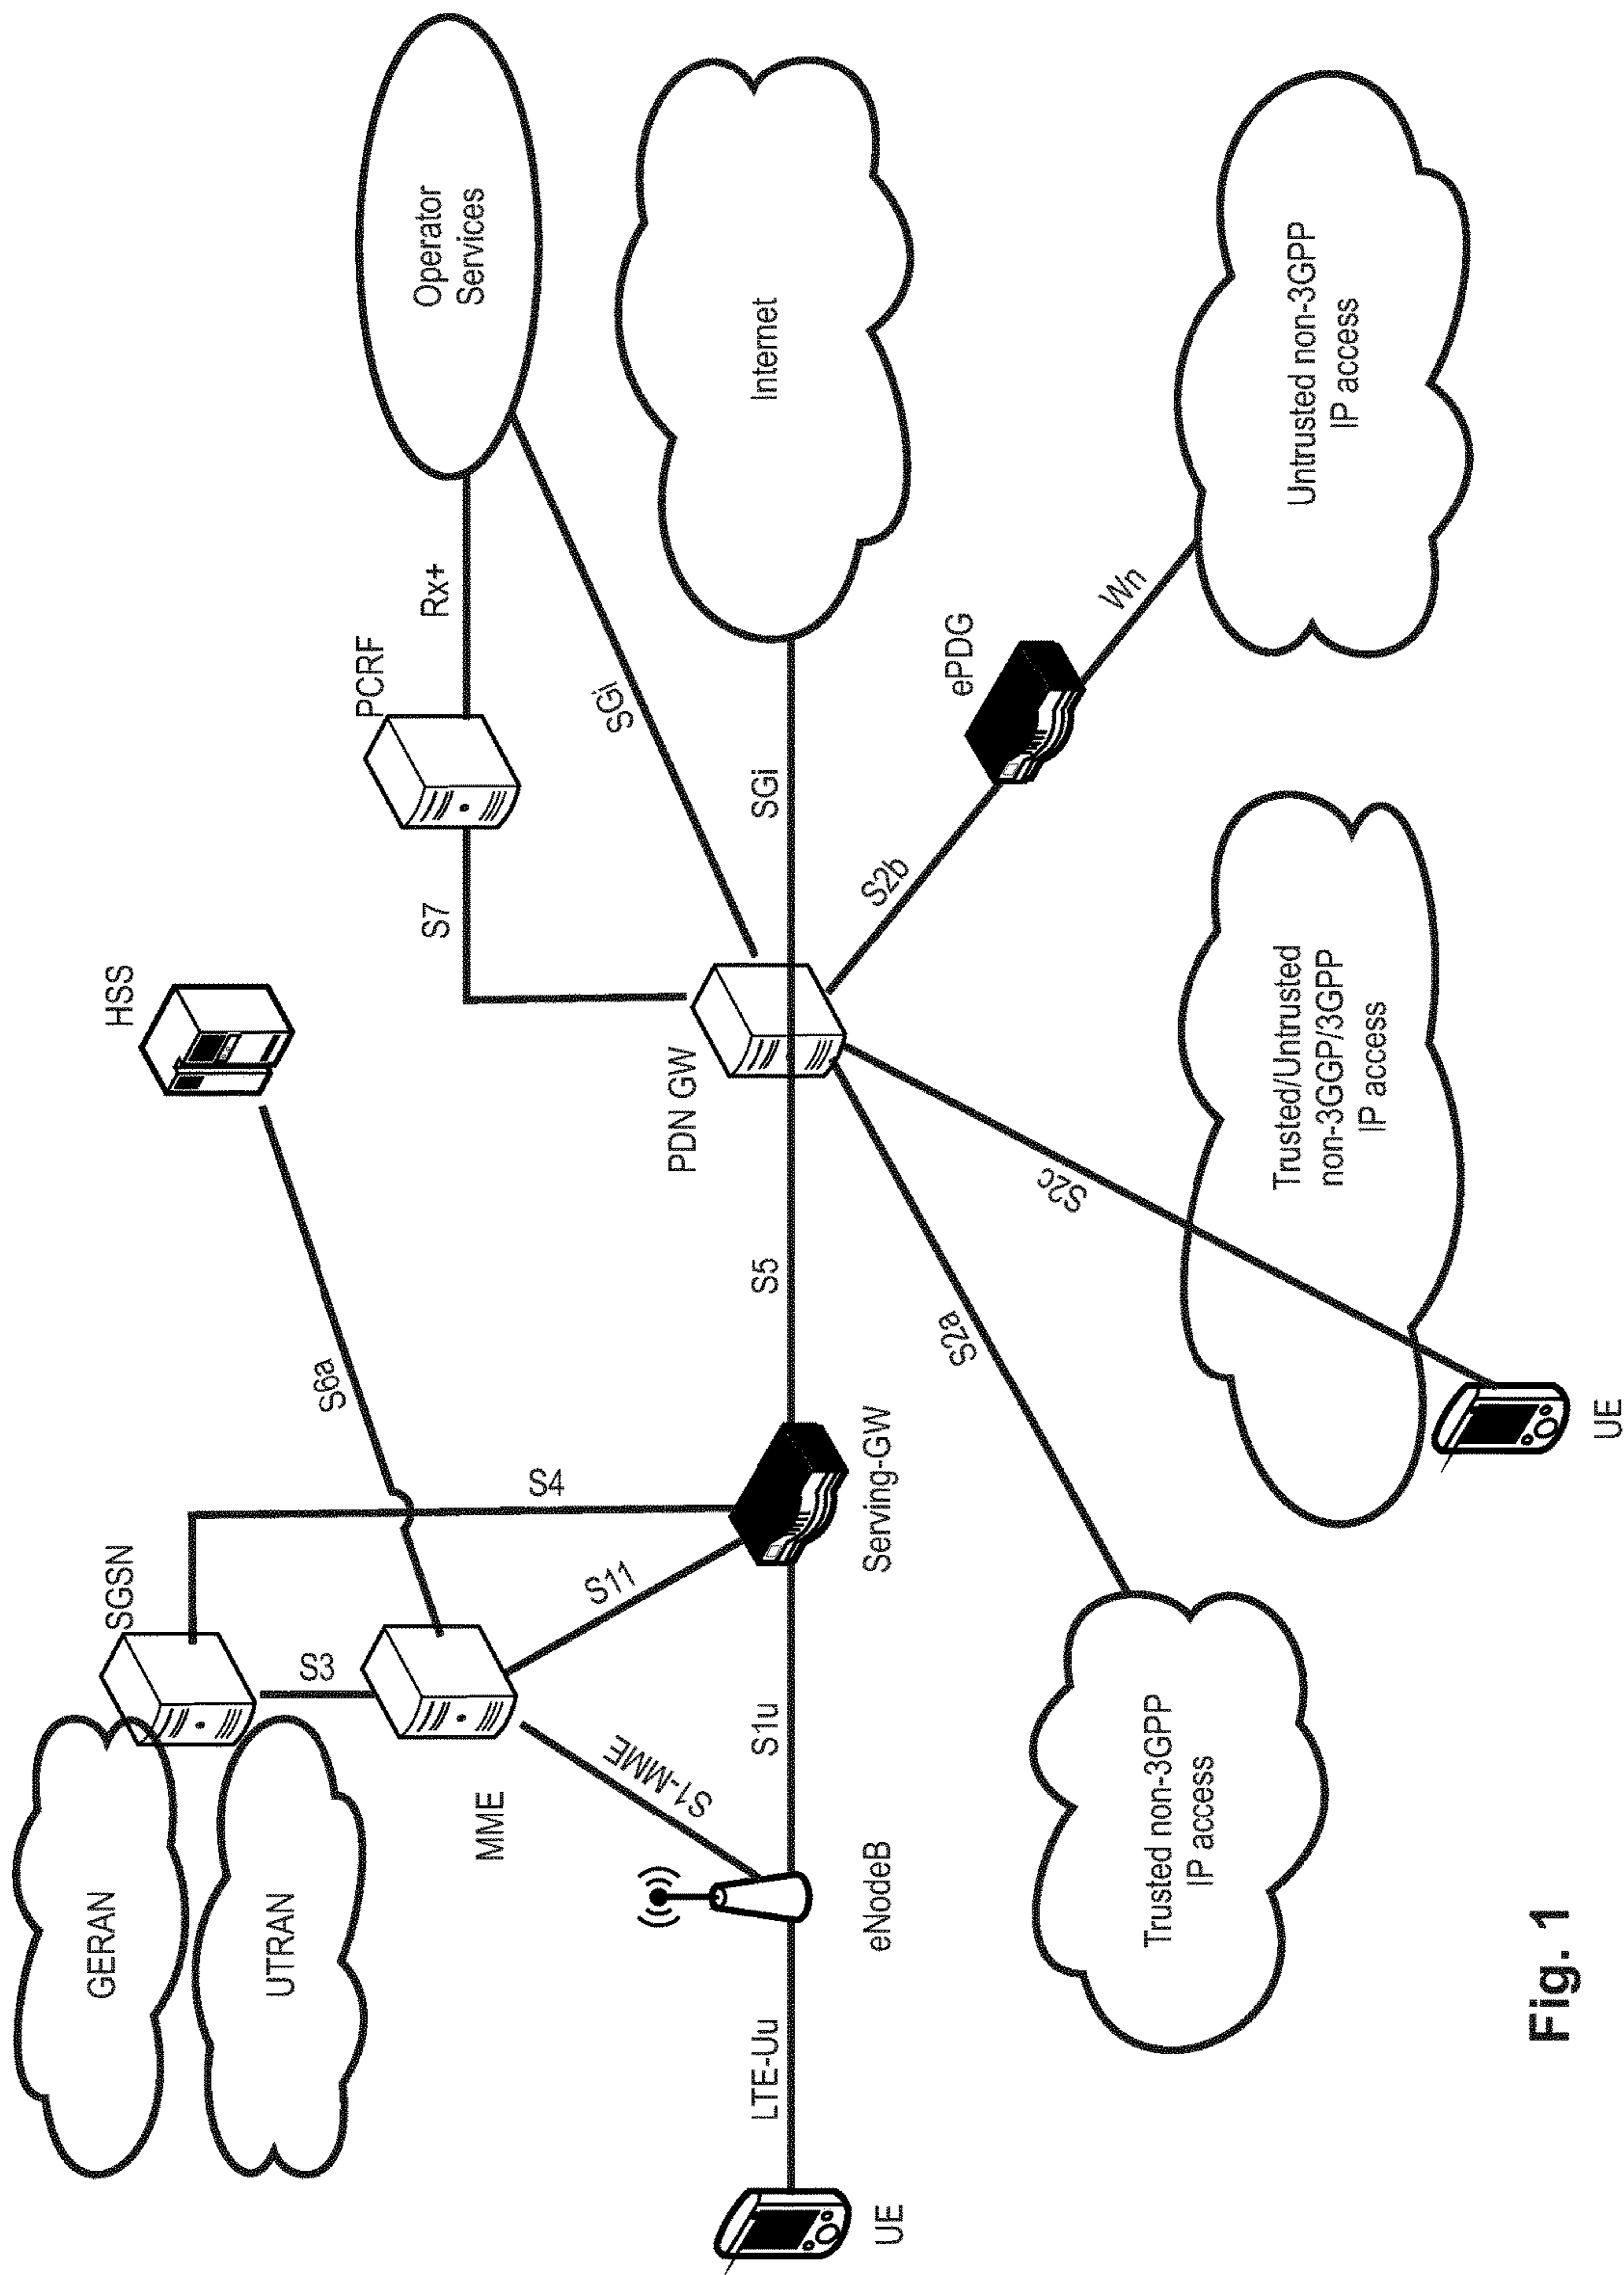 GERAN
UTRAN
SGSN
HSS
S3
S6a
MME
S4
S11
S1-MME
PCRF
S7
Rx+
Operator
Services
SGi
PDN GW
UE
LTE-Uu
eNodeB
S1u
Serving-GW
S5
SGi
Internet
S2a
S2c
S2b
ePDG
Wn
Trusted non-3GPP
IP access
Trusted/Untrusted
non-3GGP/3GPP
IP access
Untrusted non-3GPP
IP access
UE
Fig. 1